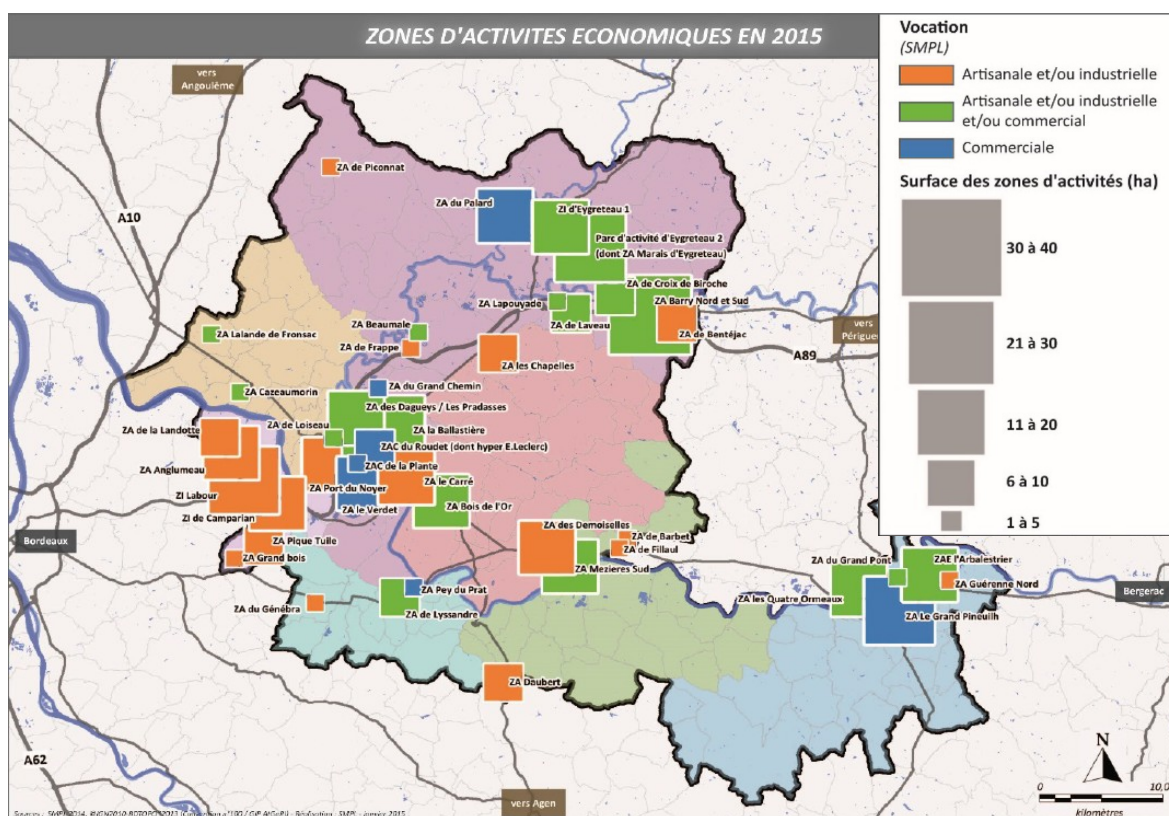 ZONES D'ACTIVITES ECONOMIQUES EN 2015
Vocation
(SMPL)
Artisanale et/ou industrielle
Artisanale et/ou industrielle
et/ou commercial
Commerciale
Surface des zones d'activités (ha)
30 à 40
21 à 30
11 à 20
6 à 10
1 à 5
vers
Angoulême
A10
ZA de Piconnat
ZA du Palard
ZI d'Eygreteau 1
Parc d'activité d'Eygreteau 2
(dont ZA Marais d'Eygreteau)
ZA de Croix de Biroche
ZA Lapouyade
ZA Barry Nord et Sud
ZA de Laveau
ZA de Bentéjac
vers
A89
ZA Beaumale
ZA Lalande de Fronsac
ZA de Frappe
ZA les Chapelles
ZA du Grand Chemin
ZA Cazeaumorin
ZA des Dagueys / Les Pradasses
ZA de Loiseau
ZA la Ballastière
ZA de la Landotte
ZAC du Roudet (dont hyper E.Leclerc)
ZAC de la Plante
ZA Anglumeau
ZA le Carré
ZI Labour
ZA Port du Noyer
ZA Bois de l'Or
ZA le Verdet
ZI de Camparian
ZA des Demoiselles
ZA de Barbet
ZA de Fillaul
Bordeaux
ZA Pique Tuile
ZA Grand bois
ZA Mezieres Sud
ZA du Grand Pont
ZAE l'Arbalestrier
ZA Guérenne Nord
Bergerac
ZA Pey du Prat
ZA du Génébra
ZA de Lyssandre
ZA les Quatre Ormeaux
ZA Le Grand Pineuilh
ZA Daubert
A62
vers Agen
N
0
10,0
kilomètres